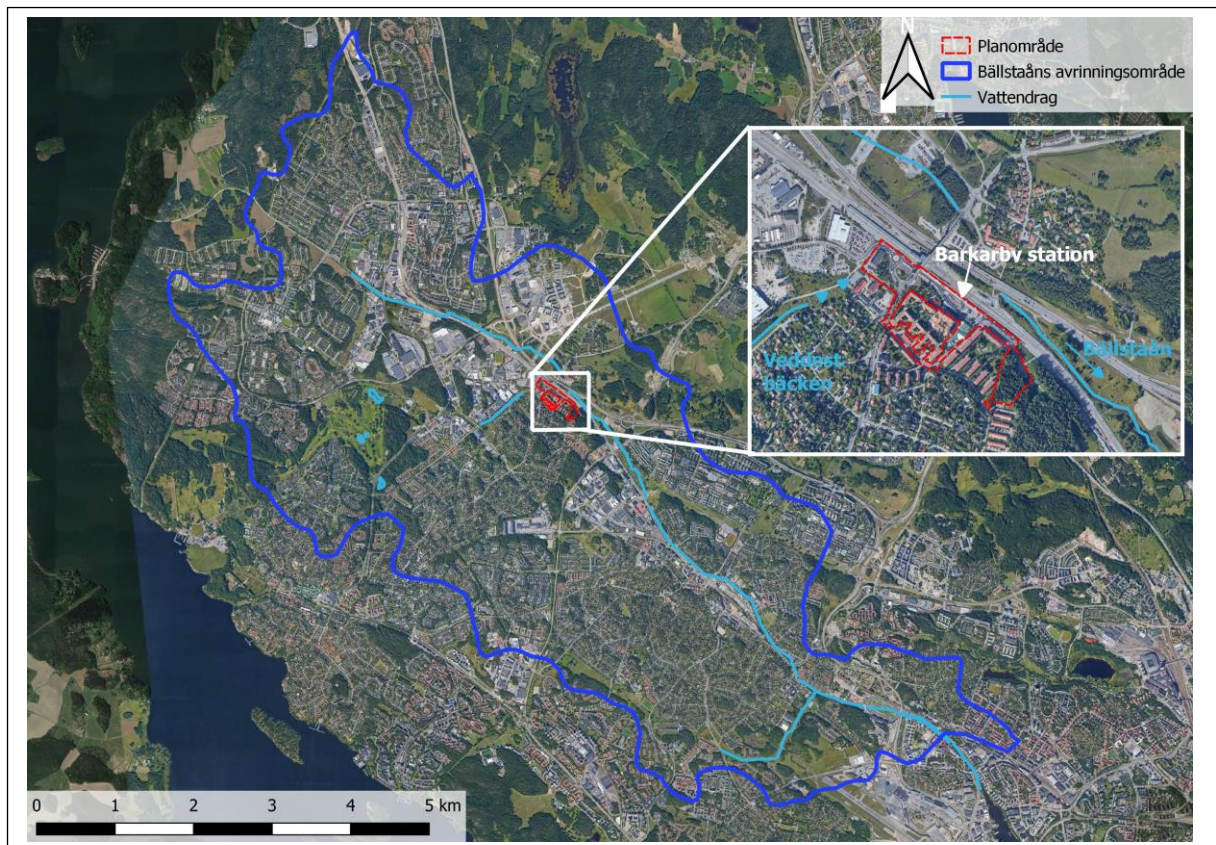 N
Planområde
Bällstaåns avrinningsområde
Vattendrag
Barkarby station
Veddest
bäcken
Bällstaån
0 1 2 3 4 5 km